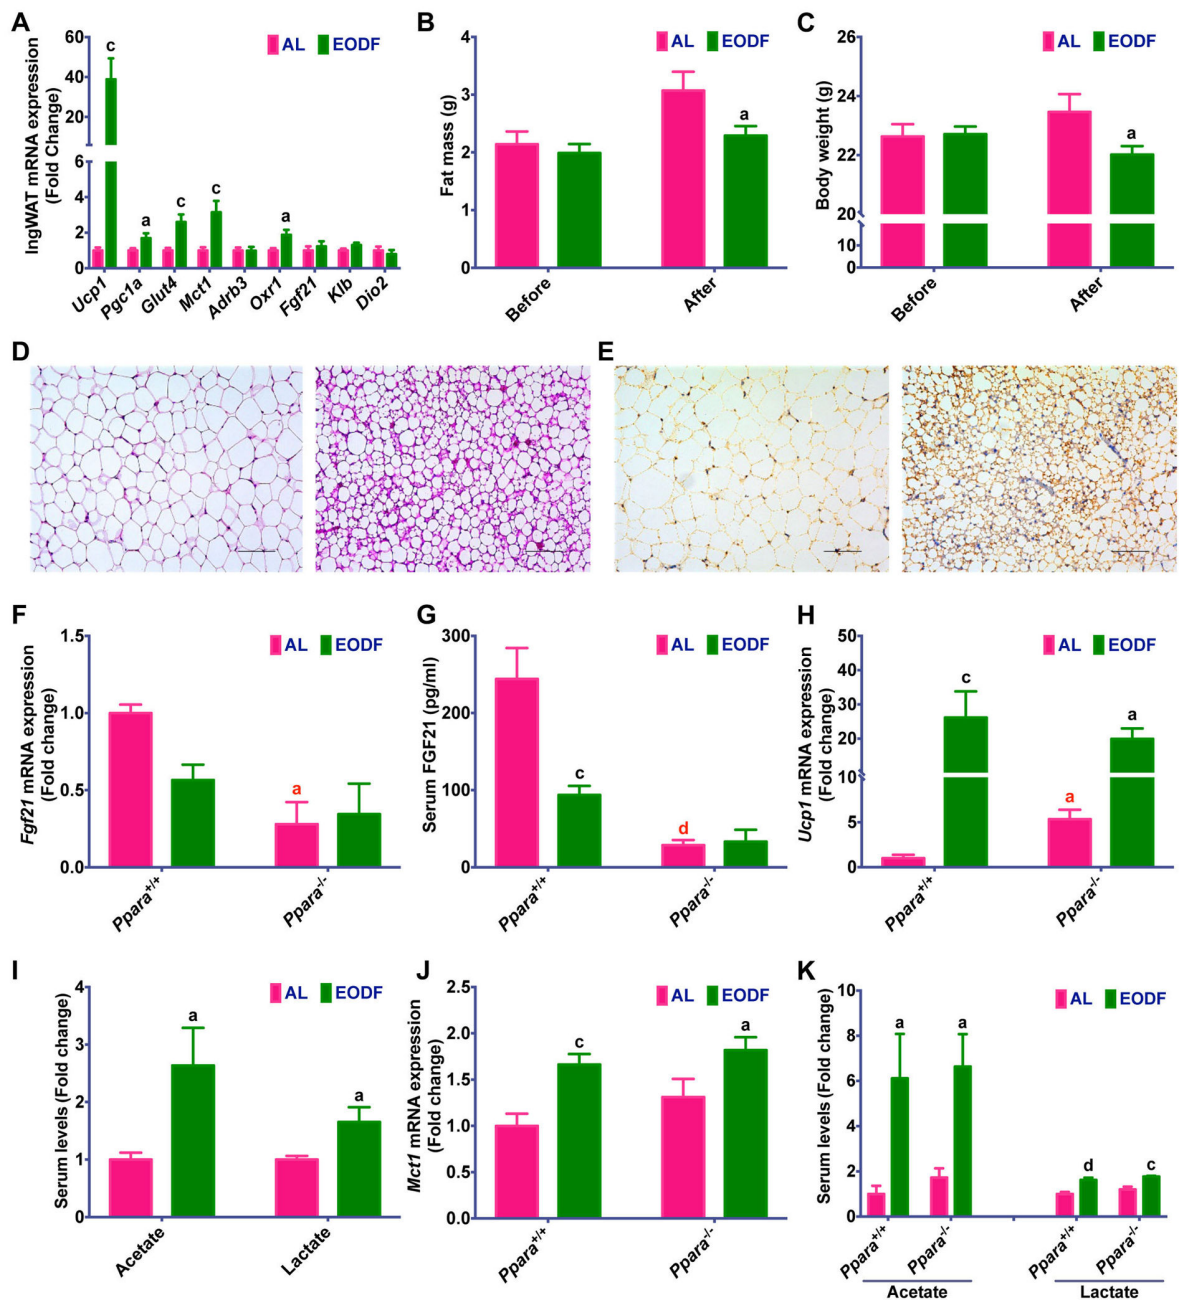 A
IngWAT mRNA expression
(Fold Change)
60
40
20
6
4
2
0
AL EODF
c
a
c
c
a
Ucp1 Pgc1a Glut4 Mct1 Adrb3 Oxr1 Fgf21 Klb Dio2
B
Fat mass (g)
4
3
2
1
0
AL EODF
a
Before After
C
Body weight (g)
26
24
22
20
10
0
AL EODF
a
Before After
D
E
F
Fgf21 mRNA expression
(Fold change)
1.5
1.0
0.5
0.0
AL EODF
a
Ppara+/+ Ppara-/-
G
Serum FGF21 (pg/ml)
300
200
100
0
AL EODF
c
d
Ppara+/+ Ppara-/-
H
Ucp1 mRNA expression
(Fold change)
50
40
30
20
10
5
0
AL EODF
c
a
a
Ppara+/+ Ppara-/-
I
Serum levels (Fold change)
4
3
2
1
0
AL EODF
a
a
Acetate Lactate
J
Mct1 mRNA expression
(Fold change)
2.5
2.0
1.5
1.0
0.5
0.0
AL EODF
c
a
Ppara+/+ Ppara-/-
K
Serum levels (Fold change)
10
8
6
4
2
0
AL EODF
a a
d c
Ppara+/+ Ppara-/- Ppara+/+ Ppara-/-
Acetate Lactate